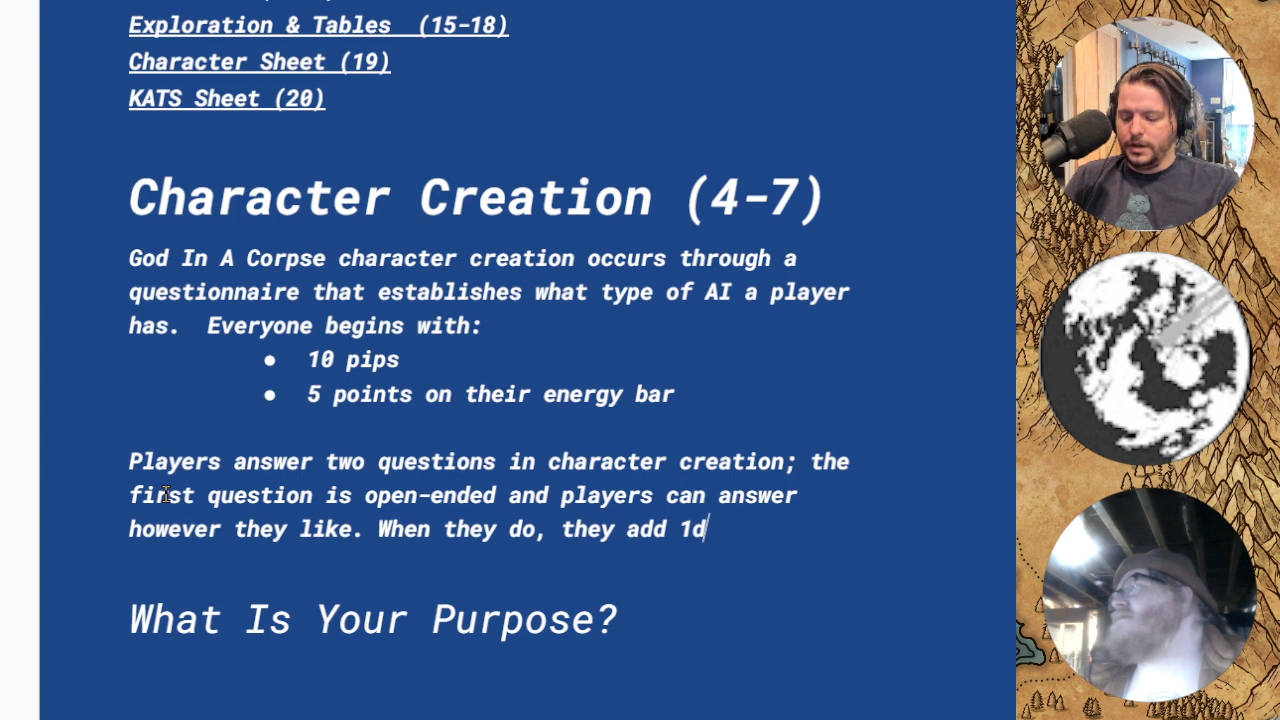 Exploration & Tables  (15-18)
Character Sheet (19)
KATS Sheet (20)
Character Creation (4-7)
God In A Corpse character creation occurs through a
questionnaire that establishes what type of AI a player
has.  Everyone begins with:
● 10 pips
● 5 points on their energy bar
Players answer two questions in character creation; the
first question is open-ended and players can answer
however they like. When they do, they add 1d
What Is Your Purpose?